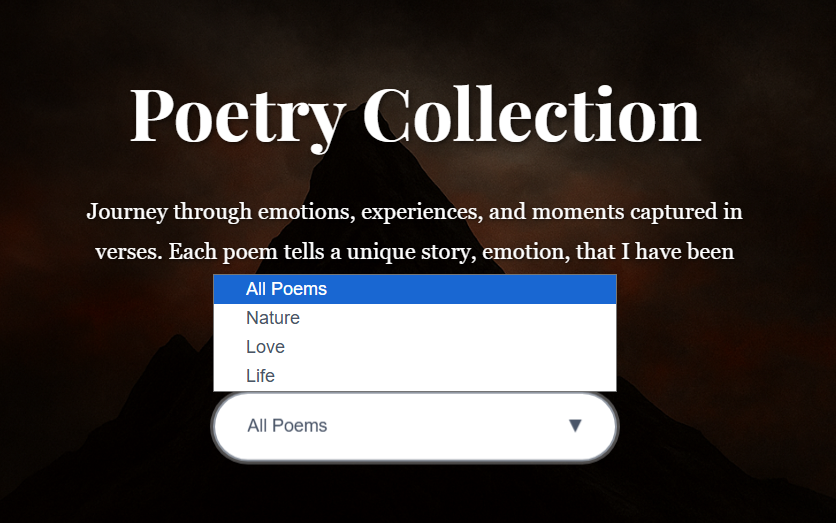 Poetry Collection
Journey through emotions, experiences, and moments captured in
verses. Each poem tells a unique story, emotion, that I have been
All Poems
Nature
Love
Life
All Poems